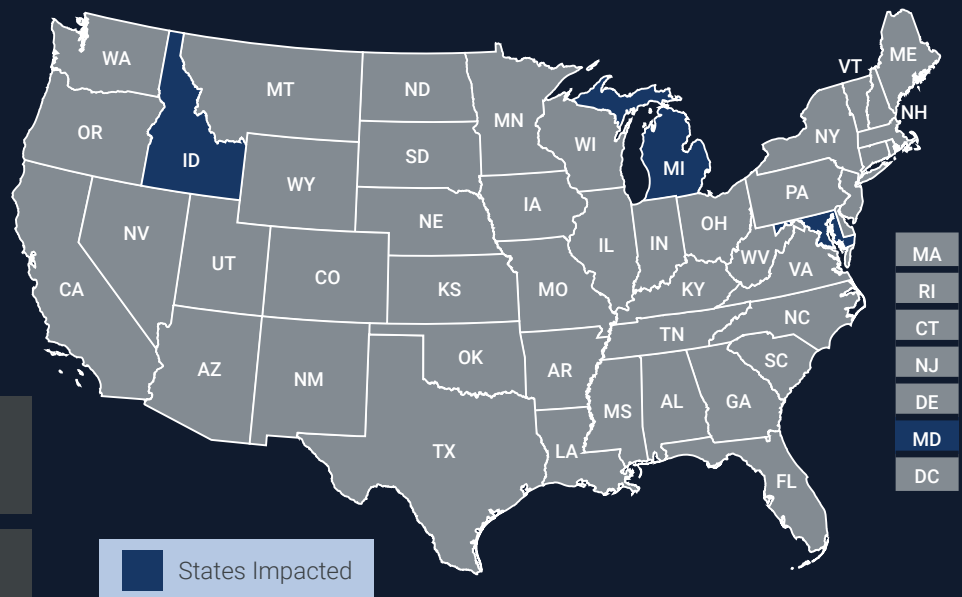 WA
MT
ND
MN
VT
ME
NH
OR
ID
SD
WI
MI
NY
WY
IA
NE
PA
NV
UT
CO
IL
IN
OH
WV
VA
CA
KS
MO
KY
NC
TN
SC
AZ
NM
OK
AR
MS
AL
GA
TX
LA
FL
MA
RI
CT
NJ
DE
MD
DC
States Impacted